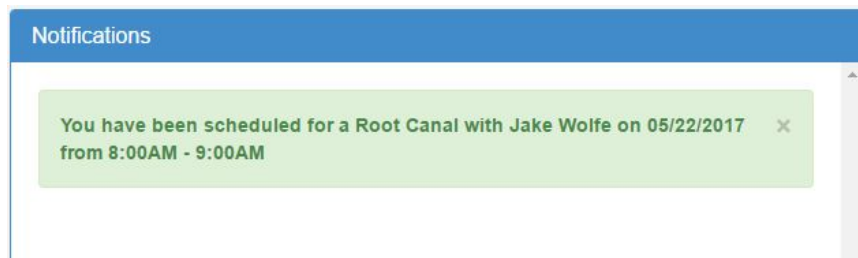 Notifications
You have been scheduled for a Root Canal with Jake Wolfe on 05/22/2017 ×
from 8:00AM - 9:00AM